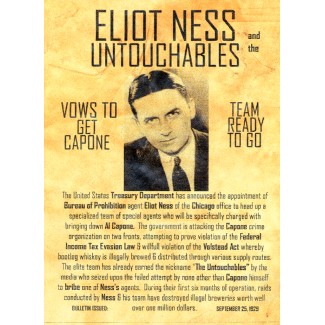 ELIOT NESS and
UNTOUCHABLES the
VOWS TO
GET
CAPONE
TEAM
READY
TO GO
The United States Treasury Department has announced the appointment of
Bureau of Prohibition agent Eliot Ness of the Chicago office to head up a
specialized team of special agents who will be specifically charged with
bringing down Al Capone. The government is attacking the Capone crime
organization on two fronts, attempting to prove violation of the Federal
Income Tax Evasion Law & willful violation of the Volstead Act whereby
bootleg whiskey is illegally brewed & distributed through various supply routes.
The elite team has already earned the nickname "The Untouchables" by the
media who seized upon the failed attempt by none other than Capone himself
to bribe one of Ness's agents. During their first six months of operation, raids
conducted by Ness & his team have destroyed illegal breweries worth well
BULLETIN ISSUED: over one million dollars. SEPTEMBER 25, 1929